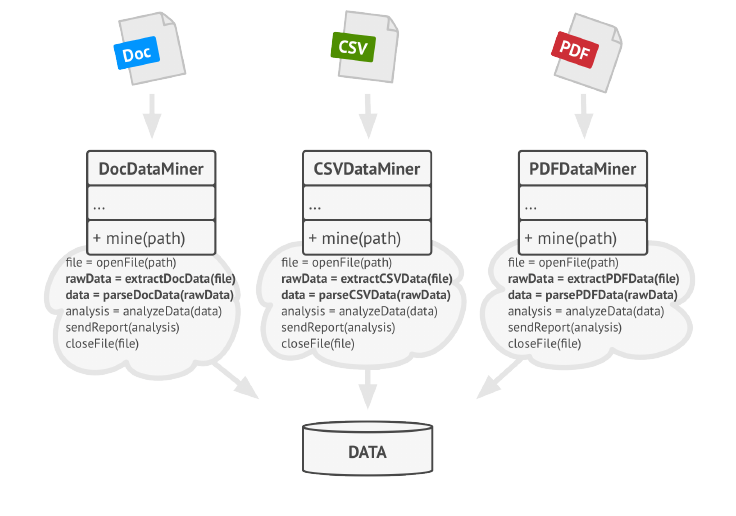 Doc
CSV
PDF
DocDataMiner
...
+ mine(path)
file = openFile(path)
rawData = extractDocData(file)
data = parseDocData(rawData)
analysis = analyzeData(data)
sendReport(analysis)
closeFile(file)
CSVDataMiner
...
+ mine(path)
file = openFile(path)
rawData = extractCSVData(file)
data = parseCSVData(rawData)
analysis = analyzeData(data)
sendReport(analysis)
closeFile(file)
PDFDataMiner
...
+ mine(path)
file = openFile(path)
rawData = extractPDFData(file)
data = parsePDFData(rawData)
analysis = analyzeData(data)
sendReport(analysis)
closeFile(file)
DATA